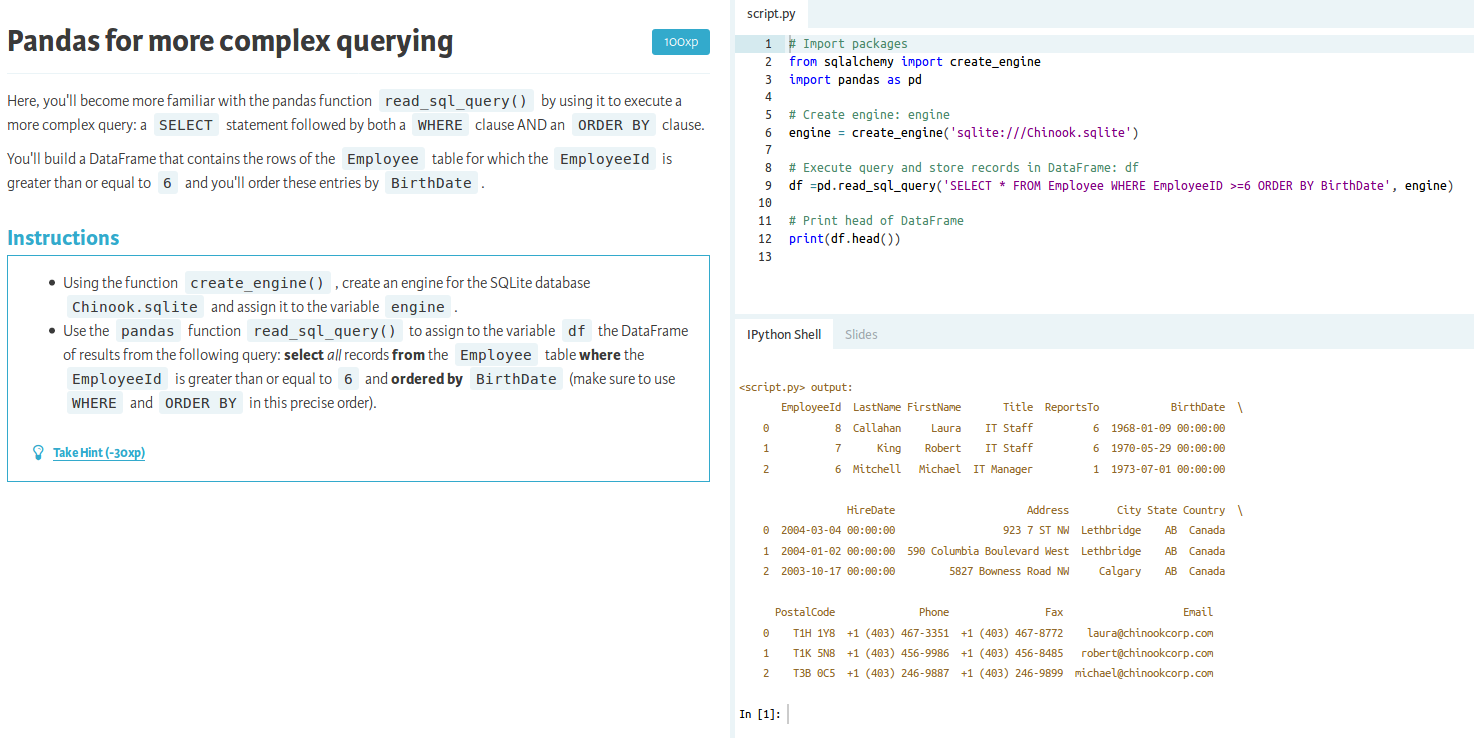 Pandas for more complex querying
100xp
Here, you'll become more familiar with the pandas function read_sql_query() by using it to execute a
more complex query: a SELECT statement followed by both a WHERE clause AND an ORDER BY clause.
You'll build a DataFrame that contains the rows of the Employee table for which the EmployeeId is
greater than or equal to 6 and you'll order these entries by BirthDate .
Instructions
• Using the function create_engine() , create an engine for the SQLite database
Chinook.sqlite and assign it to the variable engine .
• Use the pandas function read_sql_query() to assign to the variable df the DataFrame
of results from the following query: select all records from the Employee table where the
EmployeeId is greater than or equal to 6 and ordered by BirthDate (make sure to use
WHERE and ORDER BY in this precise order).
Take Hint (-30xp)
script.py
1 # Import packages
2 from sqlalchemy import create_engine
3 import pandas as pd
4
5 # Create engine: engine
6 engine = create_engine('sqlite:///Chinook.sqlite')
7
8 # Execute query and store records in DataFrame: df
9 df =pd.read_sql_query('SELECT * FROM Employee WHERE EmployeeID >=6 ORDER BY BirthDate', engine)
10
11 # Print head of DataFrame
12 print(df.head())
13
IPython Shell Slides
<script.py> output:
EmployeeId LastName FirstName Title ReportsTo BirthDate \
0 8 Callahan Laura IT Staff 6 1968-01-09 00:00:00
1 7 King Robert IT Staff 6 1970-05-29 00:00:00
2 6 Mitchell Michael IT Manager 1 1973-07-01 00:00:00
HireDate Address City State Country \
0 2004-03-04 00:00:00 923 7 ST NW Lethbridge AB Canada
1 2004-01-02 00:00:00 590 Columbia Boulevard West Lethbridge AB Canada
2 2003-10-17 00:00:00 5827 Bowness Road NW Calgary AB Canada
PostalCode Phone Fax Email
0 T1H 1Y8 +1 (403) 467-3351 +1 (403) 467-8772 laura@chinookcorp.com
1 T1K 5N8 +1 (403) 456-9986 +1 (403) 456-8485 robert@chinookcorp.com
2 T3B 0C5 +1 (403) 246-9887 +1 (403) 246-9899 michael@chinookcorp.com
In [1]: